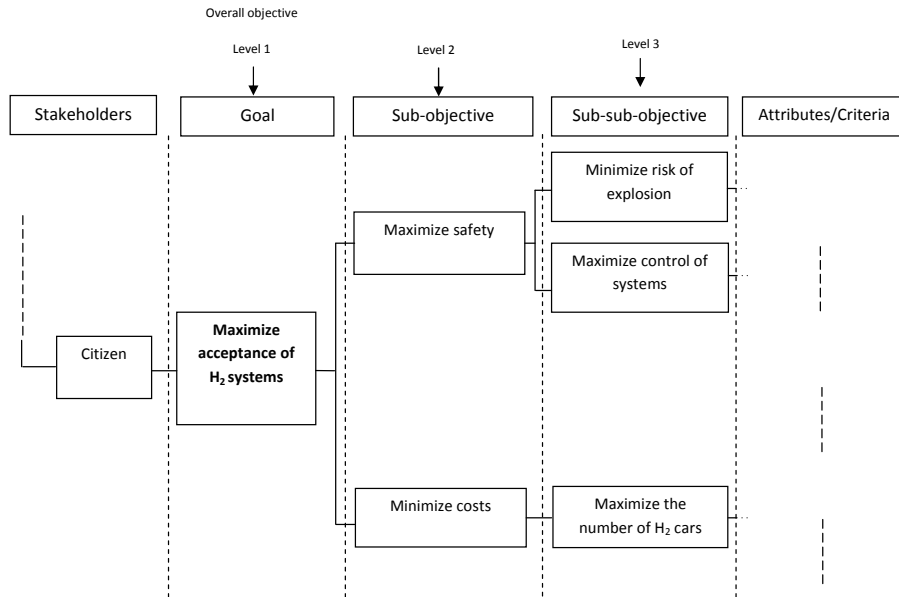 Overall objective
Level 1
Level 2
Level 3
Stakeholders
Goal
Sub-objective
Sub-sub-objective
Attributes/Criteria
Minimize risk of
explosion
Maximize safety
Maximize control of
systems
Citizen
Maximize
acceptance of
H₂ systems
Minimize costs
Maximize the
number of H₂ cars